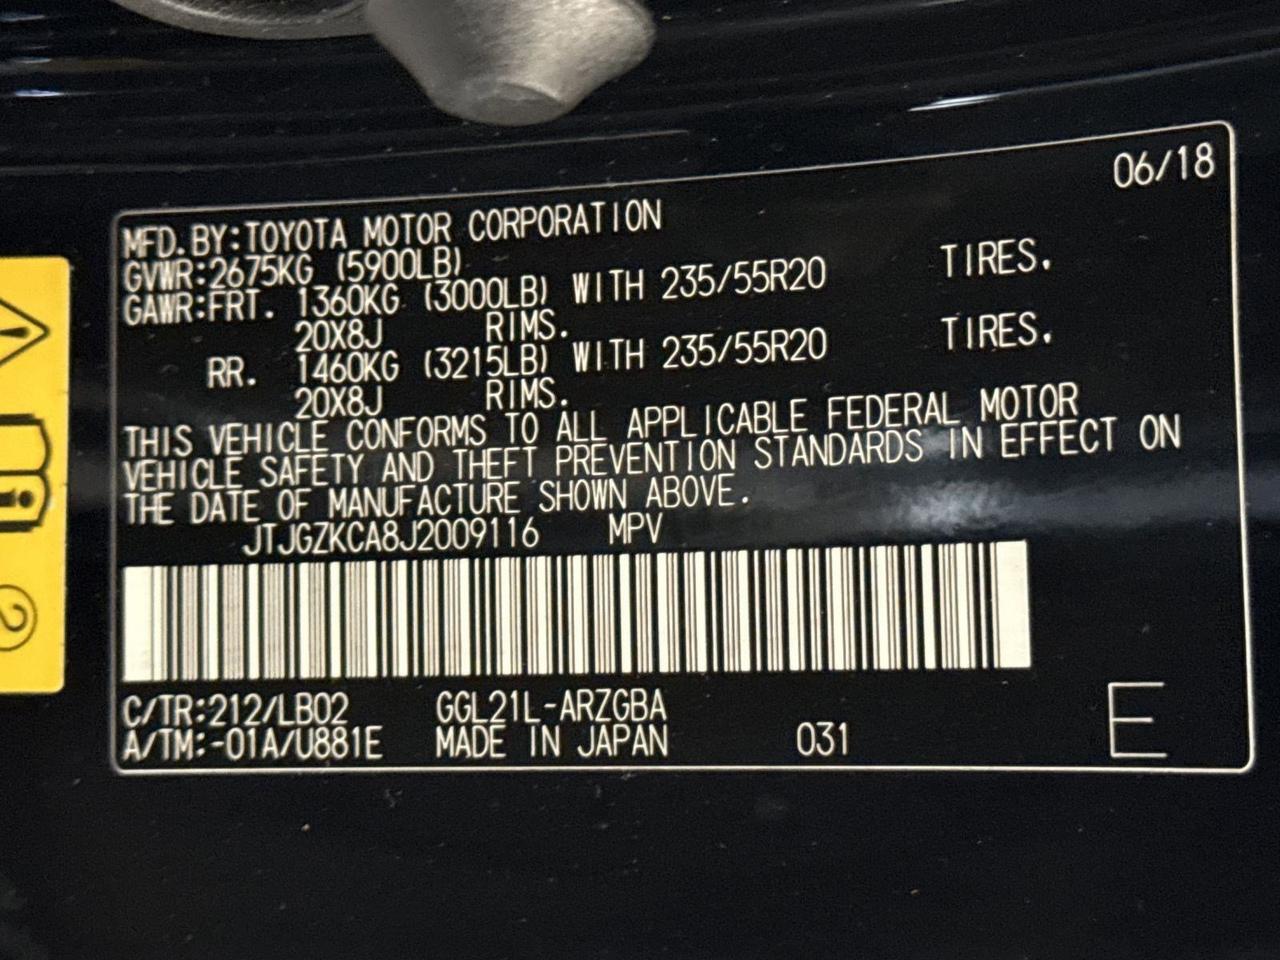 06/18
MFD.BY:TOYOTA MOTOR CORPORATION
GVWR:2675KG (5900LB)
GAWR:FRT. 1360KG (3000LB) WITH 235/55R20 TIRES.
20X8J RIMS.
RR. 1460KG (3215LB) WITH 235/55R20 TIRES.
20X8J RIMS.
THIS VEHICLE CONFORMS TO ALL APPLICABLE FEDERAL MOTOR
VEHICLE SAFETY AND THEFT PREVENTION STANDARDS IN EFFECT ON
THE DATE OF MANUFACTURE SHOWN ABOVE.
JTJGZKCA8J2009116 MPV
C/TR:212/LB02 GGL21L-ARZGBA
A/TM:-01A/U881E MADE IN JAPAN 031 E
2